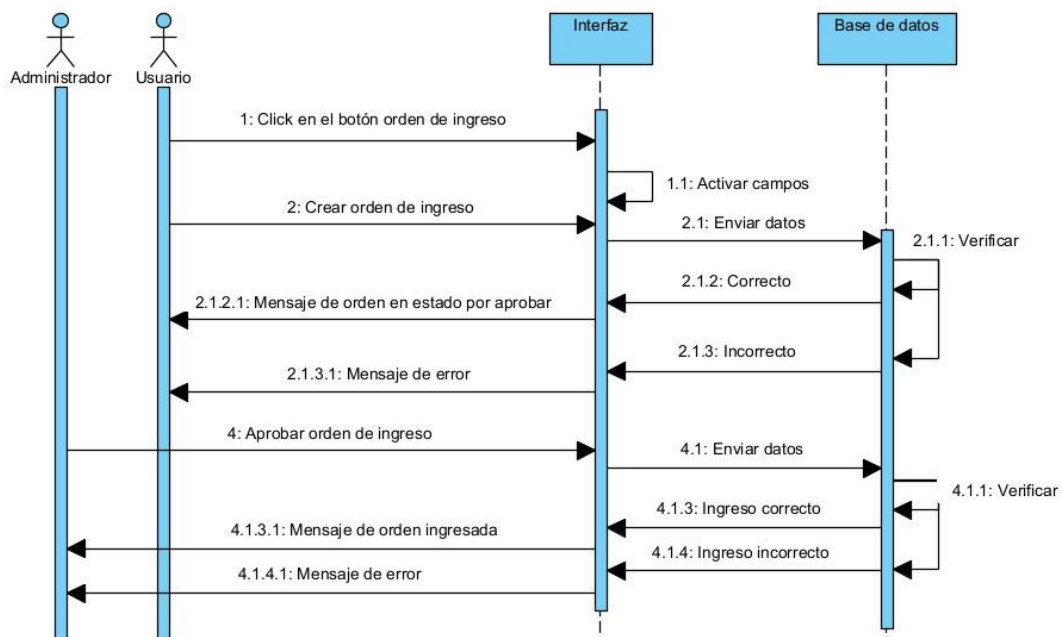 Administrador
Usuario
Interfaz
Base de datos
1: Click en el botón orden de ingreso
1.1: Activar campos
2: Crear orden de ingreso
2.1: Enviar datos
2.1.1: Verificar
2.1.2: Correcto
2.1.2.1: Mensaje de orden en estado por aprobar
2.1.3: Incorrecto
2.1.3.1: Mensaje de error
4: Aprobar orden de ingreso
4.1: Enviar datos
4.1.1: Verificar
4.1.3: Ingreso correcto
4.1.3.1: Mensaje de orden ingresada
4.1.4: Ingreso incorrecto
4.1.4.1: Mensaje de error